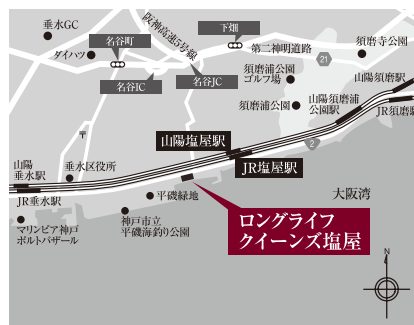 垂水GC
ダイハツ
名谷町
名谷IC
阪神高速5号線
下畑
第二神明道路
名谷JC
須磨浦公園
ゴルフ場
21
須磨寺公園
山陽須磨駅
須磨浦公園
山陽須磨浦
公園駅
JR須磨駅
2
山陽塩屋駅
JR塩屋駅
山陽
垂水駅
垂水区役所
JR垂水駅
平磯緑地
マリンピア神戸
ポルトバザール
神戸市立
平磯海釣り公園
大阪湾
ロングライフ
クイーンズ塩屋
N